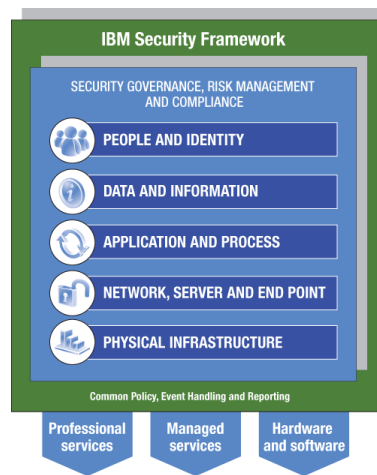 IBM Security Framework
SECURITY GOVERNANCE, RISK MANAGEMENT
AND COMPLIANCE
PEOPLE AND IDENTITY
DATA AND INFORMATION
APPLICATION AND PROCESS
NETWORK, SERVER AND END POINT
PHYSICAL INFRASTRUCTURE
Common Policy, Event Handling and Reporting
Professional
services
Managed
services
Hardware
and software